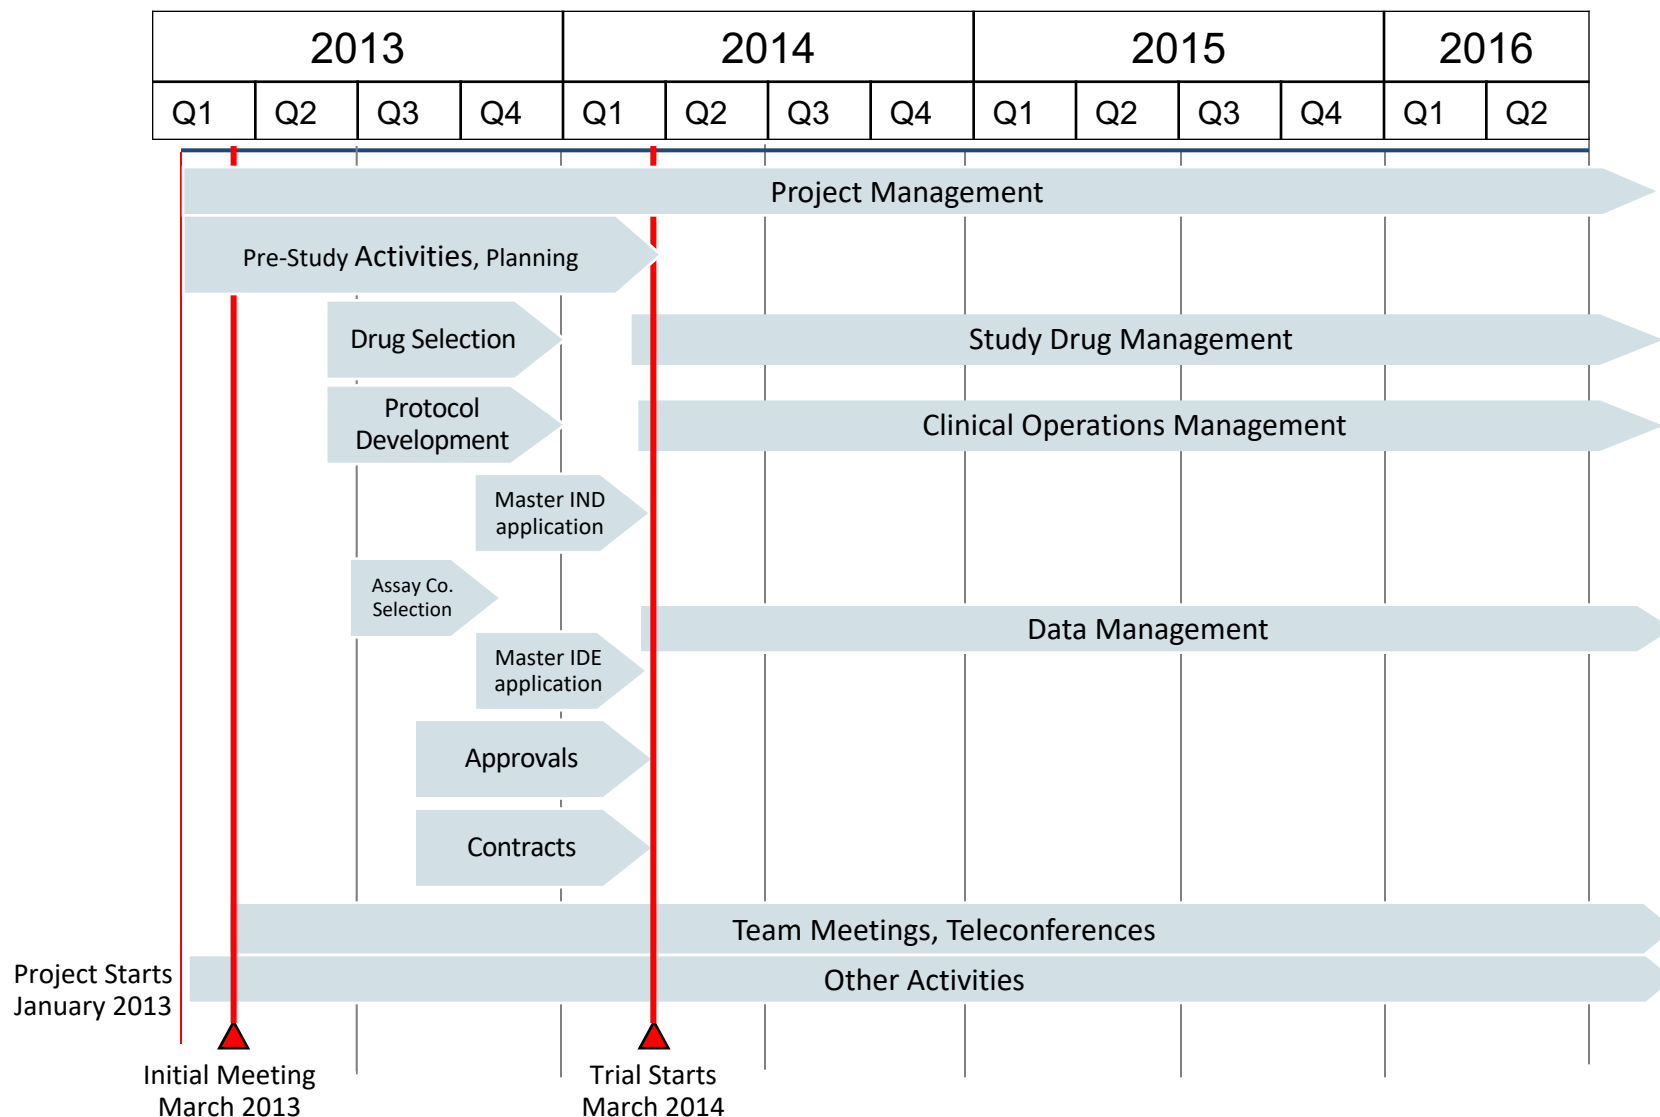 2013 2014 2015 2016
Q1 Q2 Q3 Q4 Q1 Q2 Q3 Q4 Q1 Q2 Q3 Q4 Q1 Q2
Project Management
Pre-Study Activities, Planning
Drug Selection
Study Drug Management
Protocol
Development
Clinical Operations Management
Master IND
application
Assay Co.
Selection
Data Management
Master IDE
application
Approvals
Contracts
Team Meetings, Teleconferences
Other Activities
Project Starts
January 2013
Initial Meeting
March 2013
Trial Starts
March 2014